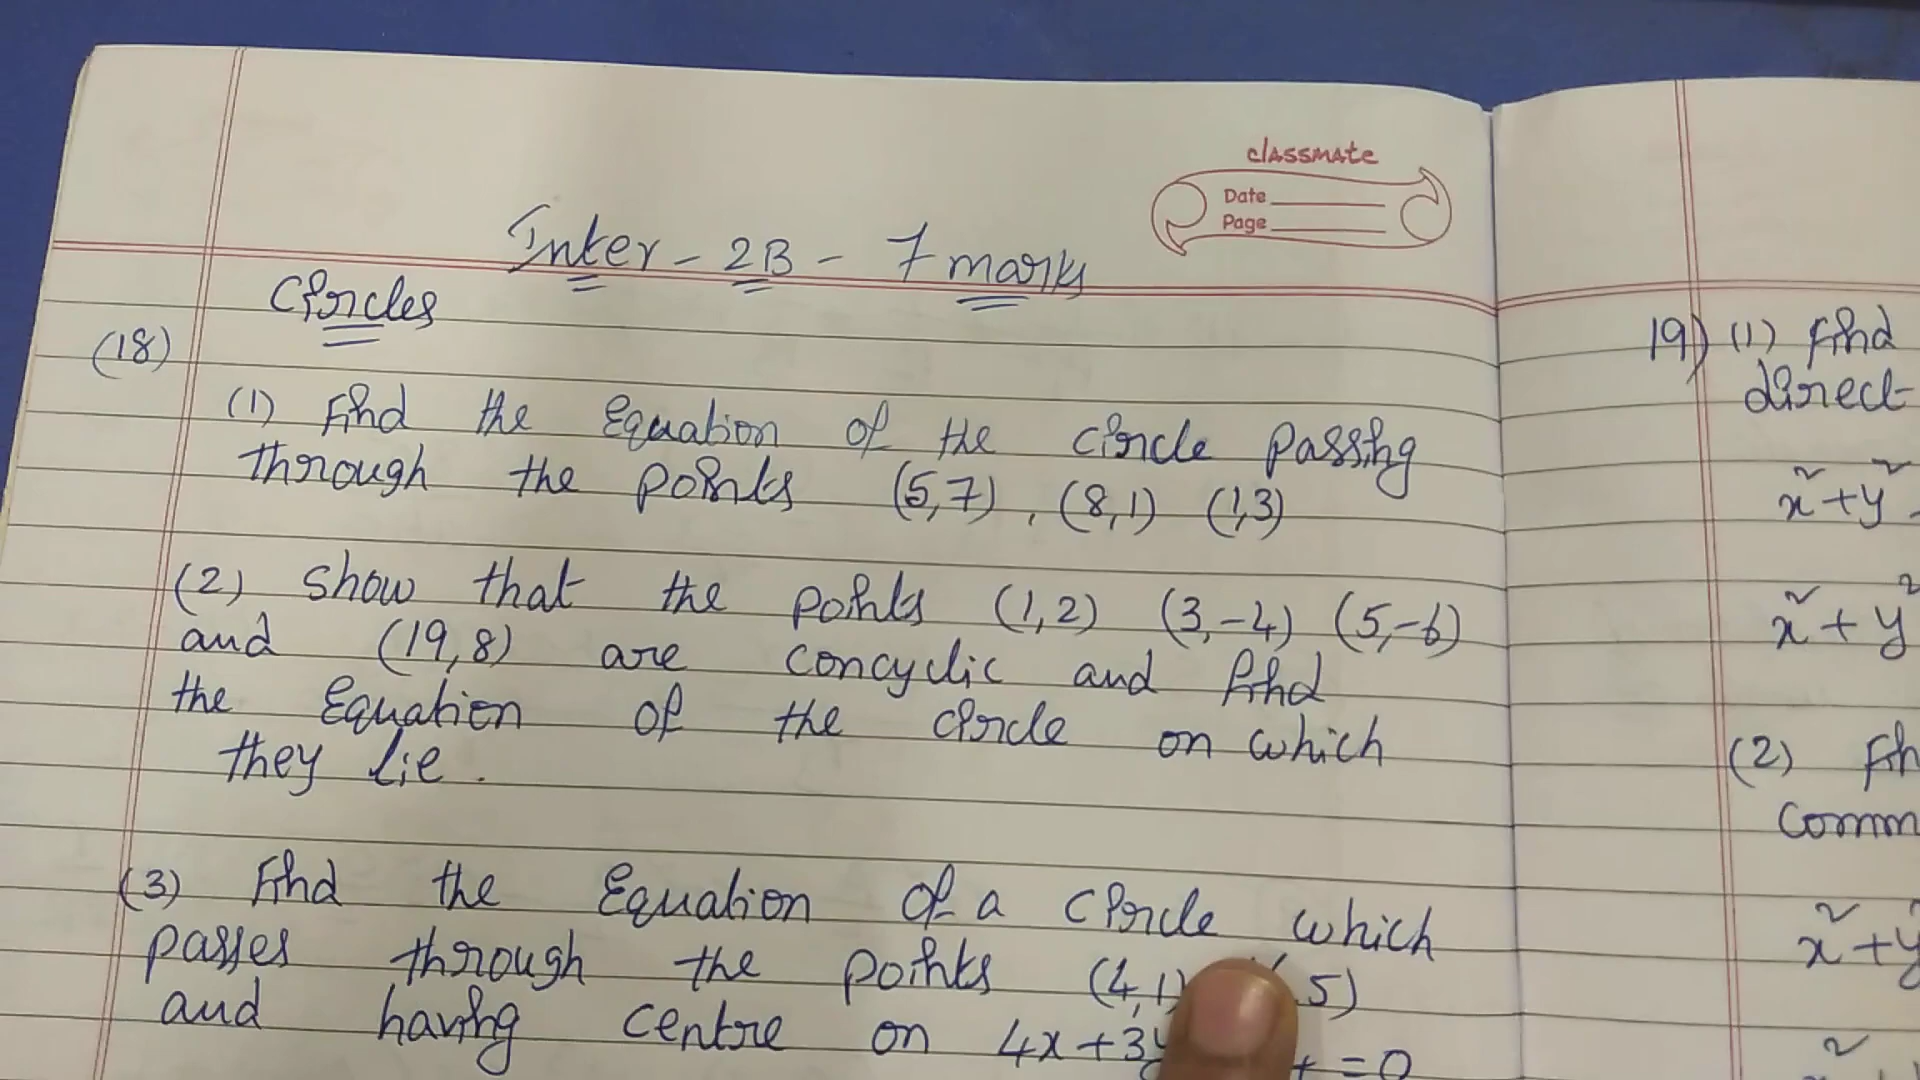 classmate
Date
Page
Inter - 2B - 7 marks
Circles
(18)
(1) Find the Equation of the circle passing
through the points (5,7), (8,1) (1,3)
(2) show that the points (1,2) (3,-4) (5,-6)
and (19,8) are concyclic and find
the Equation of the circle on which
they lie.
(3) Find the Equation of a circle which
passes through the points (4,1) 5)
and having centre on 4x+3y = 0
19) (1) Find
direct
x²+y²
x²+y²
(2)
Comm
x²+y